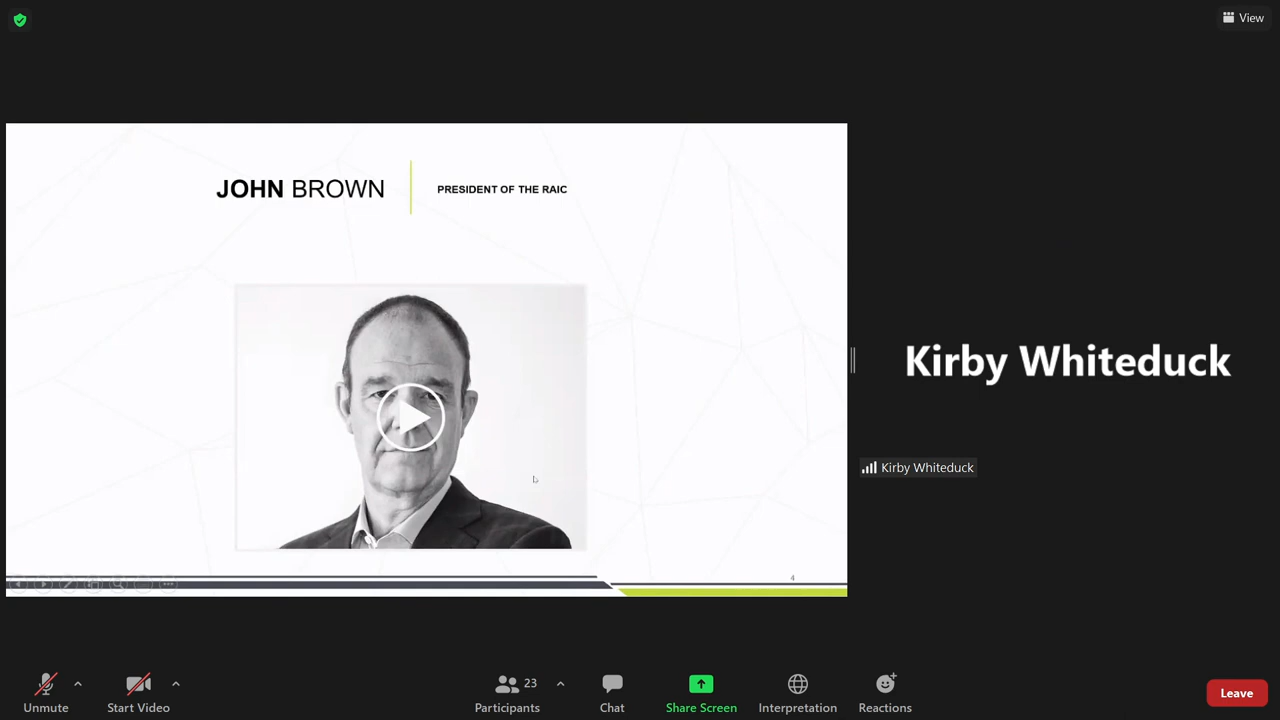 View
JOHN BROWN
PRESIDENT OF THE RAIC
Kirby Whiteduck
Kirby Whiteduck
4
Unmute
Start Video
23
Participants
Chat
Share Screen
Interpretation
Reactions
Leave